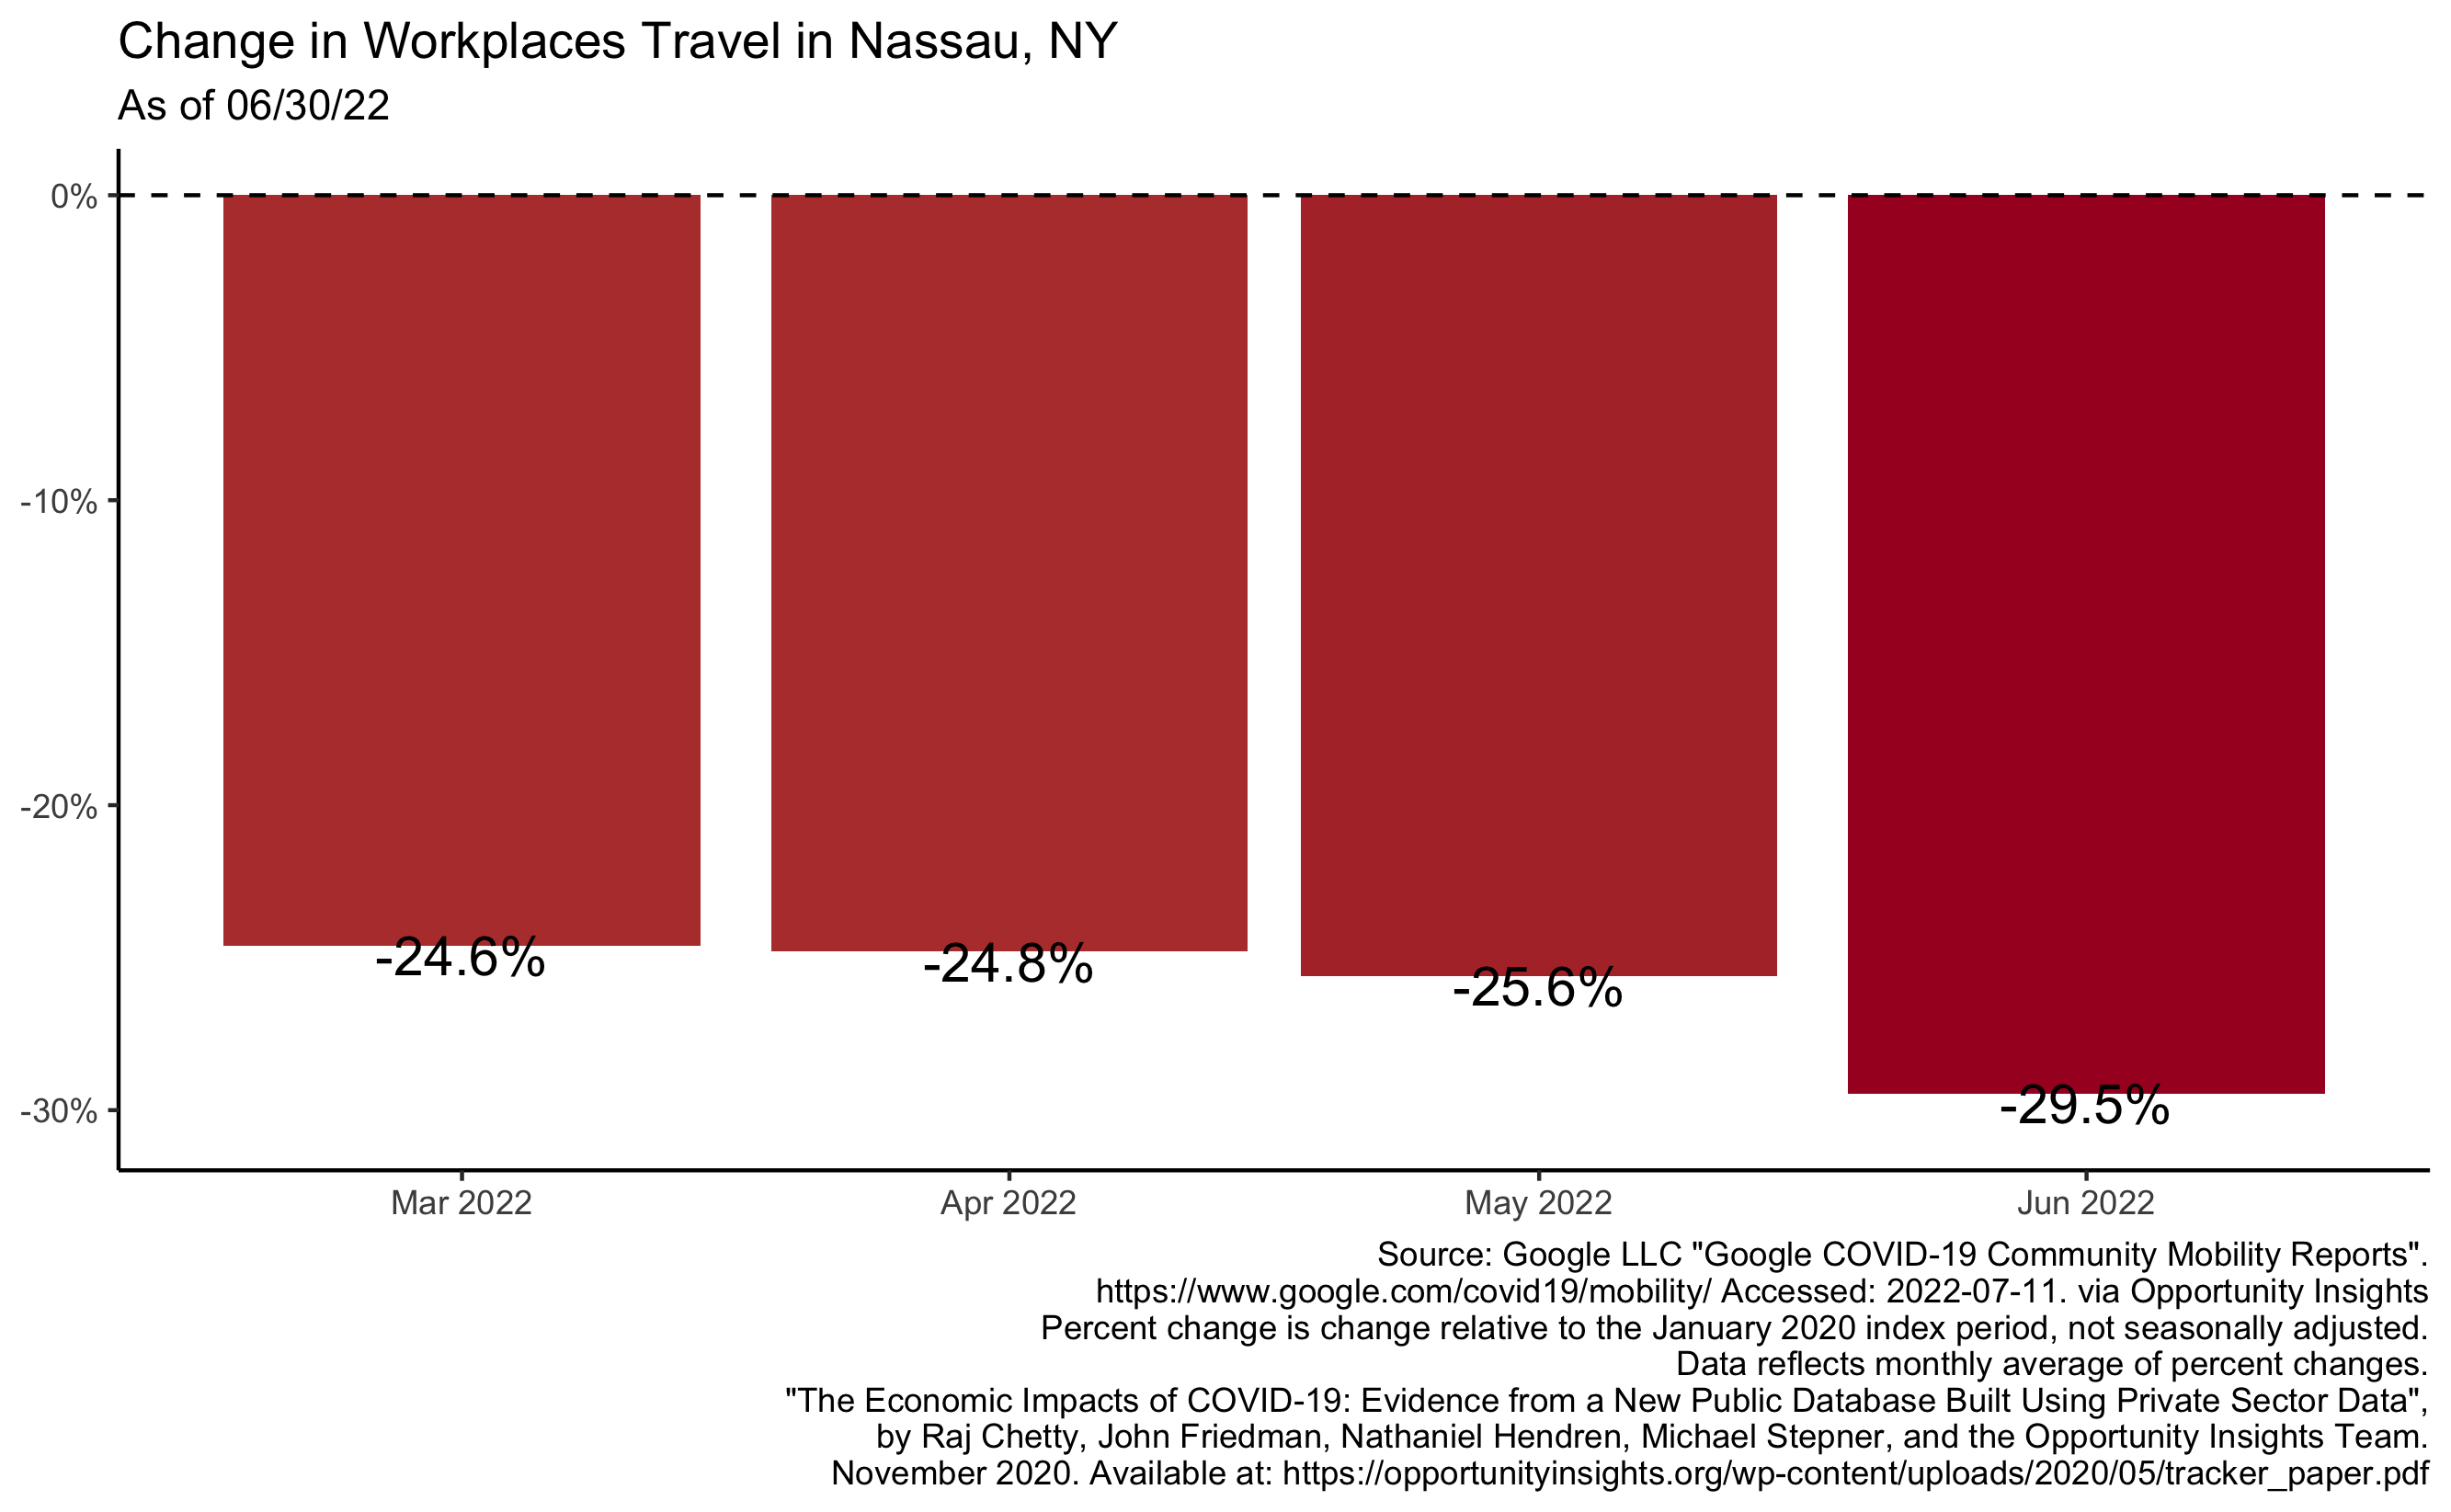 Change in Workplaces Travel in Nassau, NY
As of 06/30/22
0%
-10%
-20%
-30%
-24.6%
-24.8%
-25.6%
-29.5%
Mar 2022
Apr 2022
May 2022
Jun 2022
Source: Google LLC "Google COVID-19 Community Mobility Reports".
https://www.google.com/covid19/mobility/ Accessed: 2022-07-11. via Opportunity Insights
Percent change is change relative to the January 2020 index period, not seasonally adjusted.
Data reflects monthly average of percent changes.
"The Economic Impacts of COVID-19: Evidence from a New Public Database Built Using Private Sector Data",
by Raj Chetty, John Friedman, Nathaniel Hendren, Michael Stepner, and the Opportunity Insights Team.
November 2020. Available at: https://opportunityinsights.org/wp-content/uploads/2020/05/tracker_paper.pdf